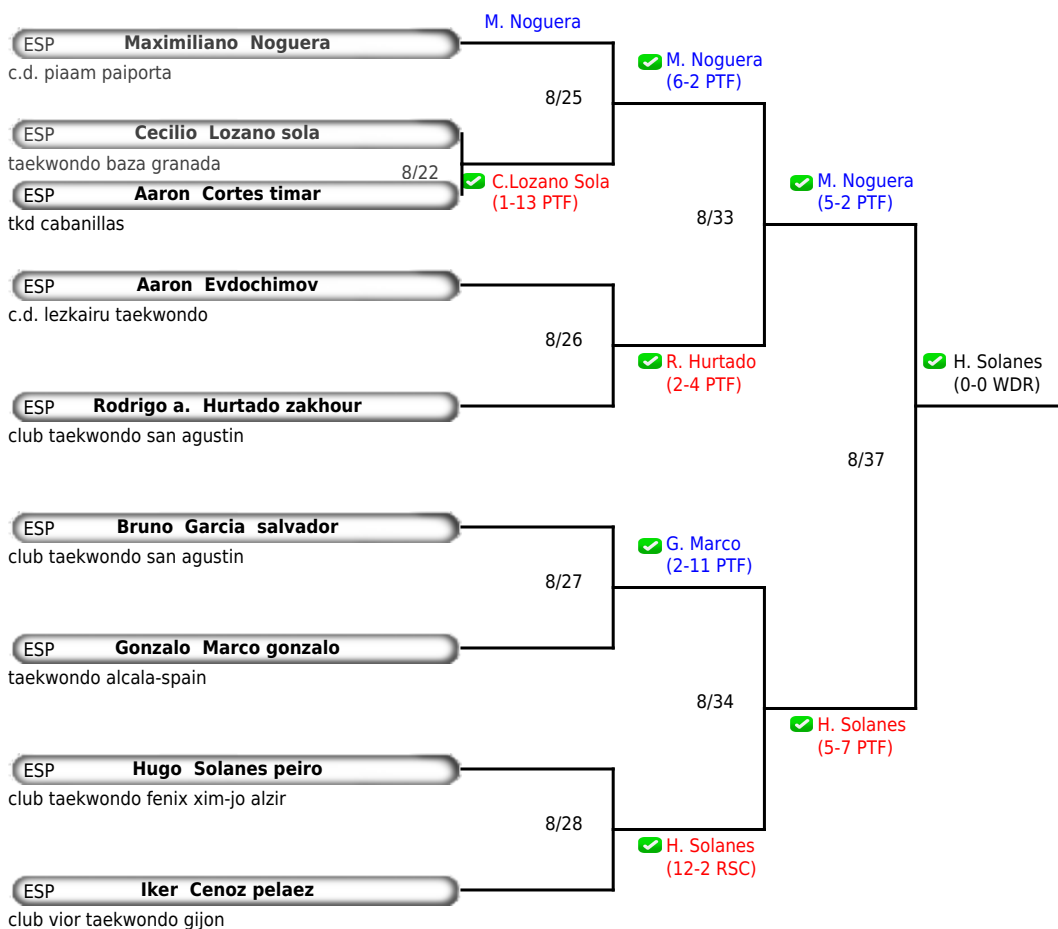 M. Noguera
ESP Maximiliano Noguera
c.d. piaam paiporta
M. Noguera
(6-2 PTF)
8/25
ESP Cecilio Lozano sola
taekwondo baza granada
8/22
C.Lozano Sola
(1-13 PTF)
ESP Aaron Cortes timar
tkd cabanillas
M. Noguera
(5-2 PTF)
8/33
ESP Aaron Evdochimov
c.d. lezkairu taekwondo
8/26
R. Hurtado
(2-4 PTF)
H. Solanes
(0-0 WDR)
ESP Rodrigo a. Hurtado zakhour
club taekwondo san agustin
8/37
ESP Bruno Garcia salvador
club taekwondo san agustin
G. Marco
(2-11 PTF)
8/27
ESP Gonzalo Marco gonzalo
taekwondo alcala-spain
8/34
H. Solanes
(5-7 PTF)
ESP Hugo Solanes peiro
club taekwondo fenix xim-jo alzir
8/28
H. Solanes
(12-2 RSC)
ESP Iker Cenoz pelaez
club vior taekwondo gijon